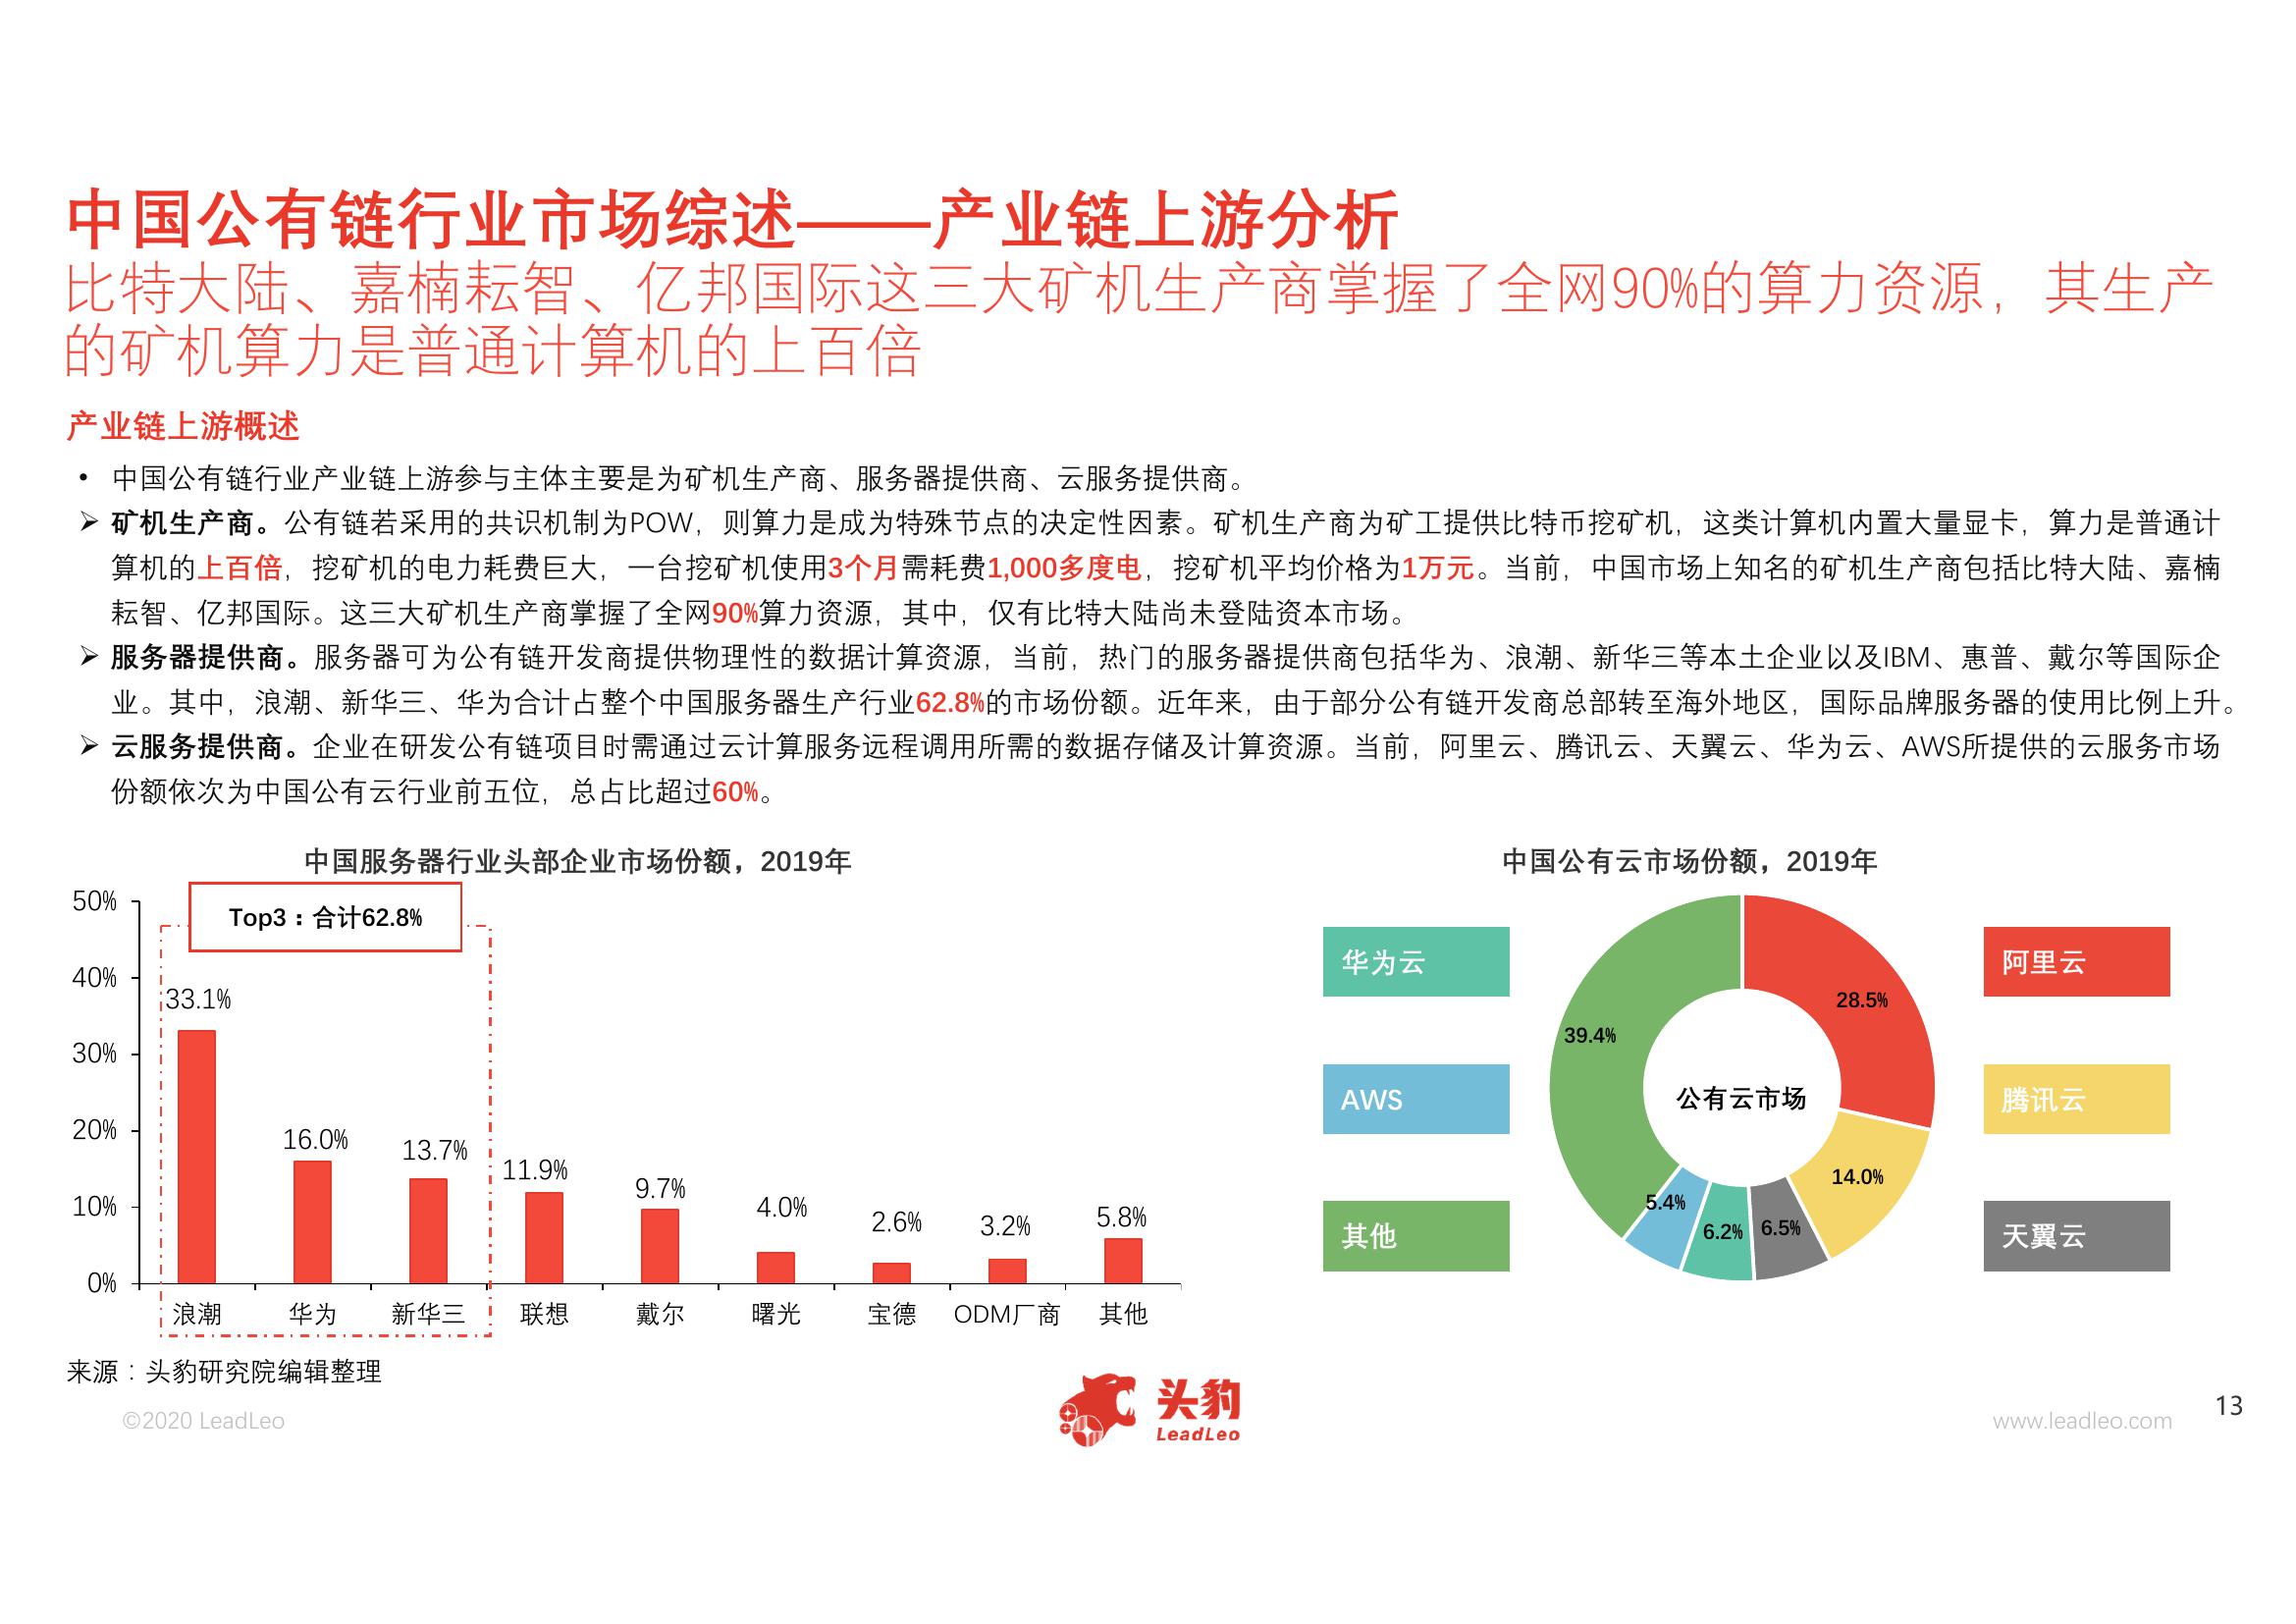 中国公有链行业市场综述——产业链上游分析
比特大陆、嘉楠耘智、亿邦国际这三大矿机生产商掌握了全网90%的算力资源，其生产
的矿机算力是普通计算机的上百倍
产业链上游概述
• 中国公有链行业产业链上游参与主体主要是为矿机生产商、服务器提供商、云服务提供商。
➢ 矿机生产商。公有链若采用的共识机制为POW，则算力是成为特殊节点的决定性因素。矿机生产商为矿工提供比特币挖矿机，这类计算机内置大量显卡，算力是普通计
算机的上百倍，挖矿机的电力耗费巨大，一台挖矿机使用3个月需耗费1,000多度电，挖矿机平均价格为1万元。当前，中国市场上知名的矿机生产商包括比特大陆、嘉楠
耘智、亿邦国际。这三大矿机生产商掌握了全网90%算力资源，其中，仅有比特大陆尚未登陆资本市场。
➢ 服务器提供商。服务器可为公有链开发商提供物理性的数据计算资源，当前，热门的服务器提供商包括华为、浪潮、新华三等本土企业以及IBM、惠普、戴尔等国际企
业。其中，浪潮、新华三、华为合计占整个中国服务器生产行业62.8%的市场份额。近年来，由于部分公有链开发商总部转至海外地区，国际品牌服务器的使用比例上升。
➢ 云服务提供商。企业在研发公有链项目时需通过云计算服务远程调用所需的数据存储及计算资源。当前，阿里云、腾讯云、天翼云、华为云、AWS所提供的云服务市场
份额依次为中国公有云行业前五位，总占比超过60%。
中国服务器行业头部企业市场份额，2019年
Top3：合计62.8%
50%
40%
30%
20%
10%
0%
33.1%
16.0%
13.7%
11.9%
9.7%
4.0%
2.6%
3.2%
5.8%
浪潮 华为 新华三 联想 戴尔 曙光 宝德 ODM厂商 其他
中国公有云市场份额，2019年
华为云
AWS
其他
39.4%
28.5%
公有云市场
14.0%
5.4%
6.2%
6.5%
阿里云
腾讯云
天翼云
来源：头豹研究院编辑整理
©2020 LeadLeo
头豹
LeadLeo
www.leadleo.com
13